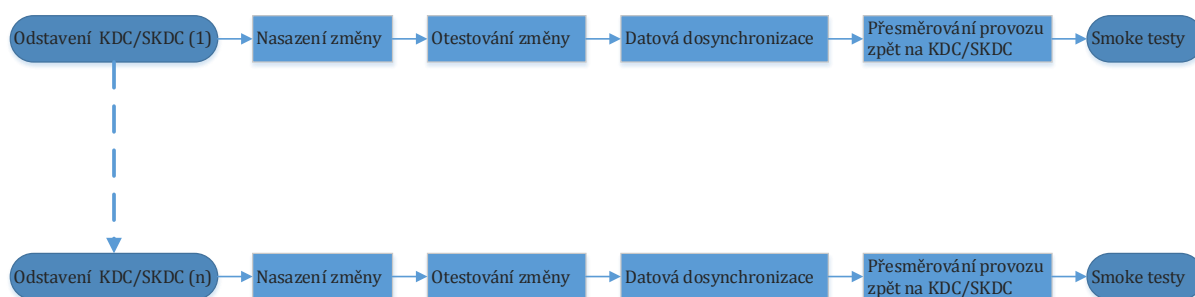 Odstavení KDC/SKDC (1)
Nasazení změny
Otestování změny
Datová dosynchronizace
Přesměrování provozu
zpět na KDC/SKDC
Smoke testy
Odstavení KDC/SKDC (n)
Nasazení změny
Otestování změny
Datová dosynchronizace
Přesměrování provozu
zpět na KDC/SKDC
Smoke testy